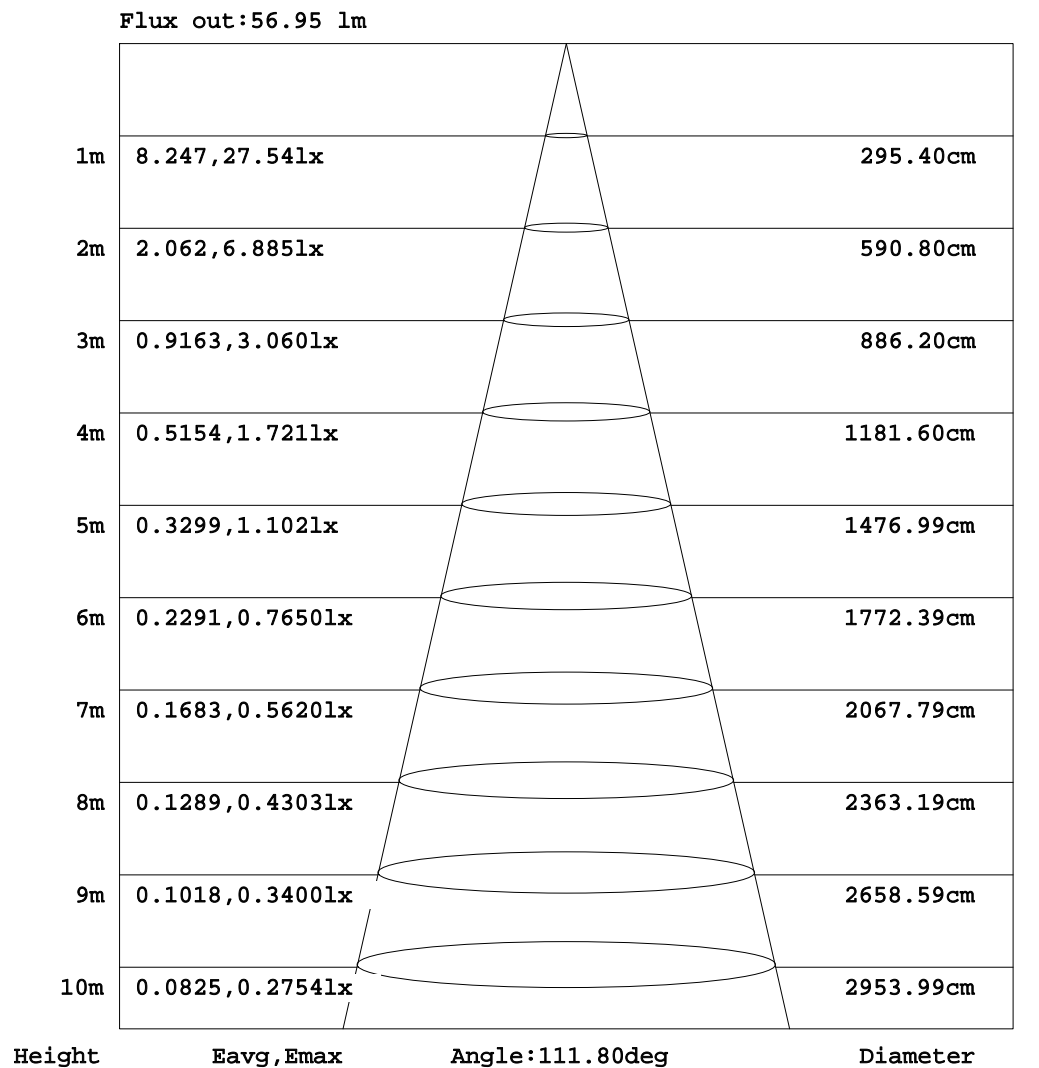 Flux out:56.95 lm
1m 8.247,27.54lx 295.40cm
2m 2.062,6.885lx 590.80cm
3m 0.9163,3.060lx 886.20cm
4m 0.5154,1.721lx 1181.60cm
5m 0.3299,1.102lx 1476.99cm
6m 0.2291,0.7650lx 1772.39cm
7m 0.1683,0.5620lx 2067.79cm
8m 0.1289,0.4303lx 2363.19cm
9m 0.1018,0.3400lx 2658.59cm
10m 0.0825,0.2754lx 2953.99cm
Height Eavg,Emax Angle:111.80deg Diameter